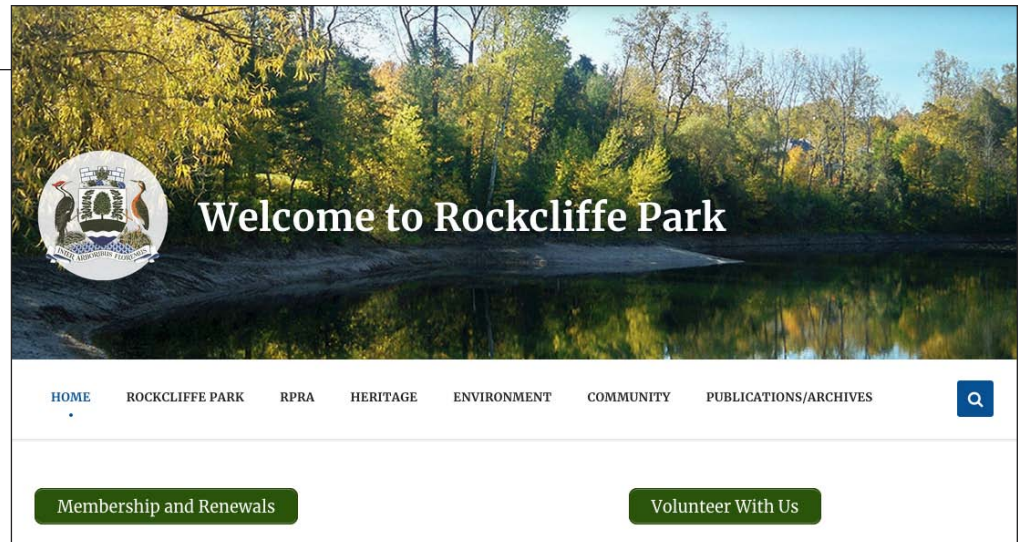 Welcome to Rockcliffe Park
INTER ARBORIBUS FLOREMUS
HOME ROCKCLIFFE PARK RPRA HERITAGE ENVIRONMENT COMMUNITY PUBLICATIONS/ARCHIVES
Membership and Renewals Volunteer With Us